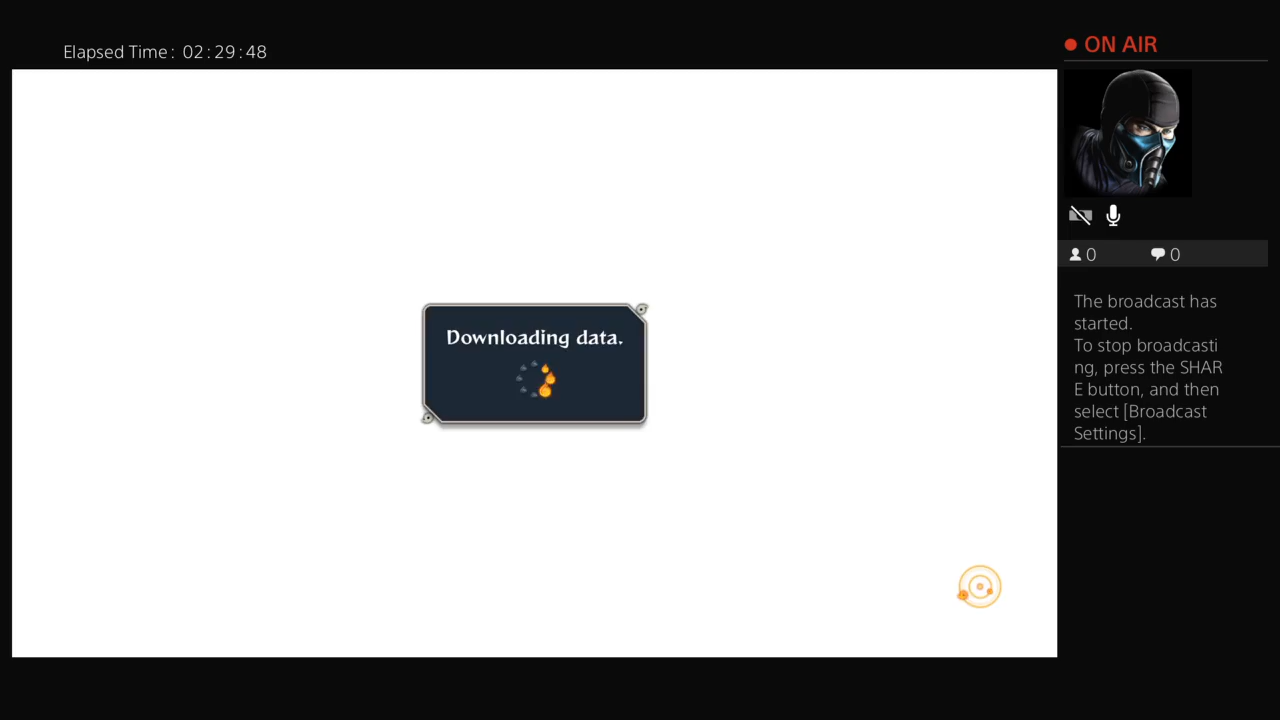 Elapsed Time: 02:29:48
ON AIR
0 0
Downloading data.
The broadcast has
started.
To stop broadcasti
ng, press the SHAR
E button, and then
select [Broadcast
Settings].